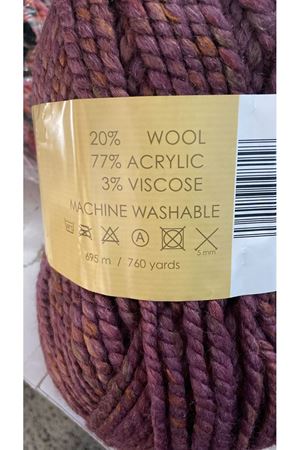 20% WOOL
77% ACRYLIC
3% VISCOSE
MACHINE WASHABLE
A
5 mm
695 m / 760 yards